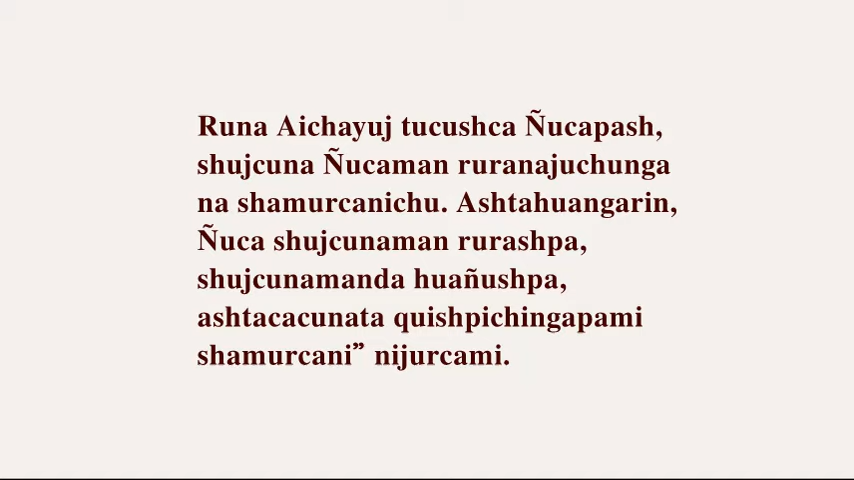 Runa Aichayuj tucushca Ñucapash,
shujcuna Ñucaman ruranajuchunga
na shamurcanichu. Ashtahuangarin,
Ñuca shujcunaman rurashpa,
shujcunamanda huañushpa,
ashtacacunata quishpichingapami
shamurcani” nijurcami.